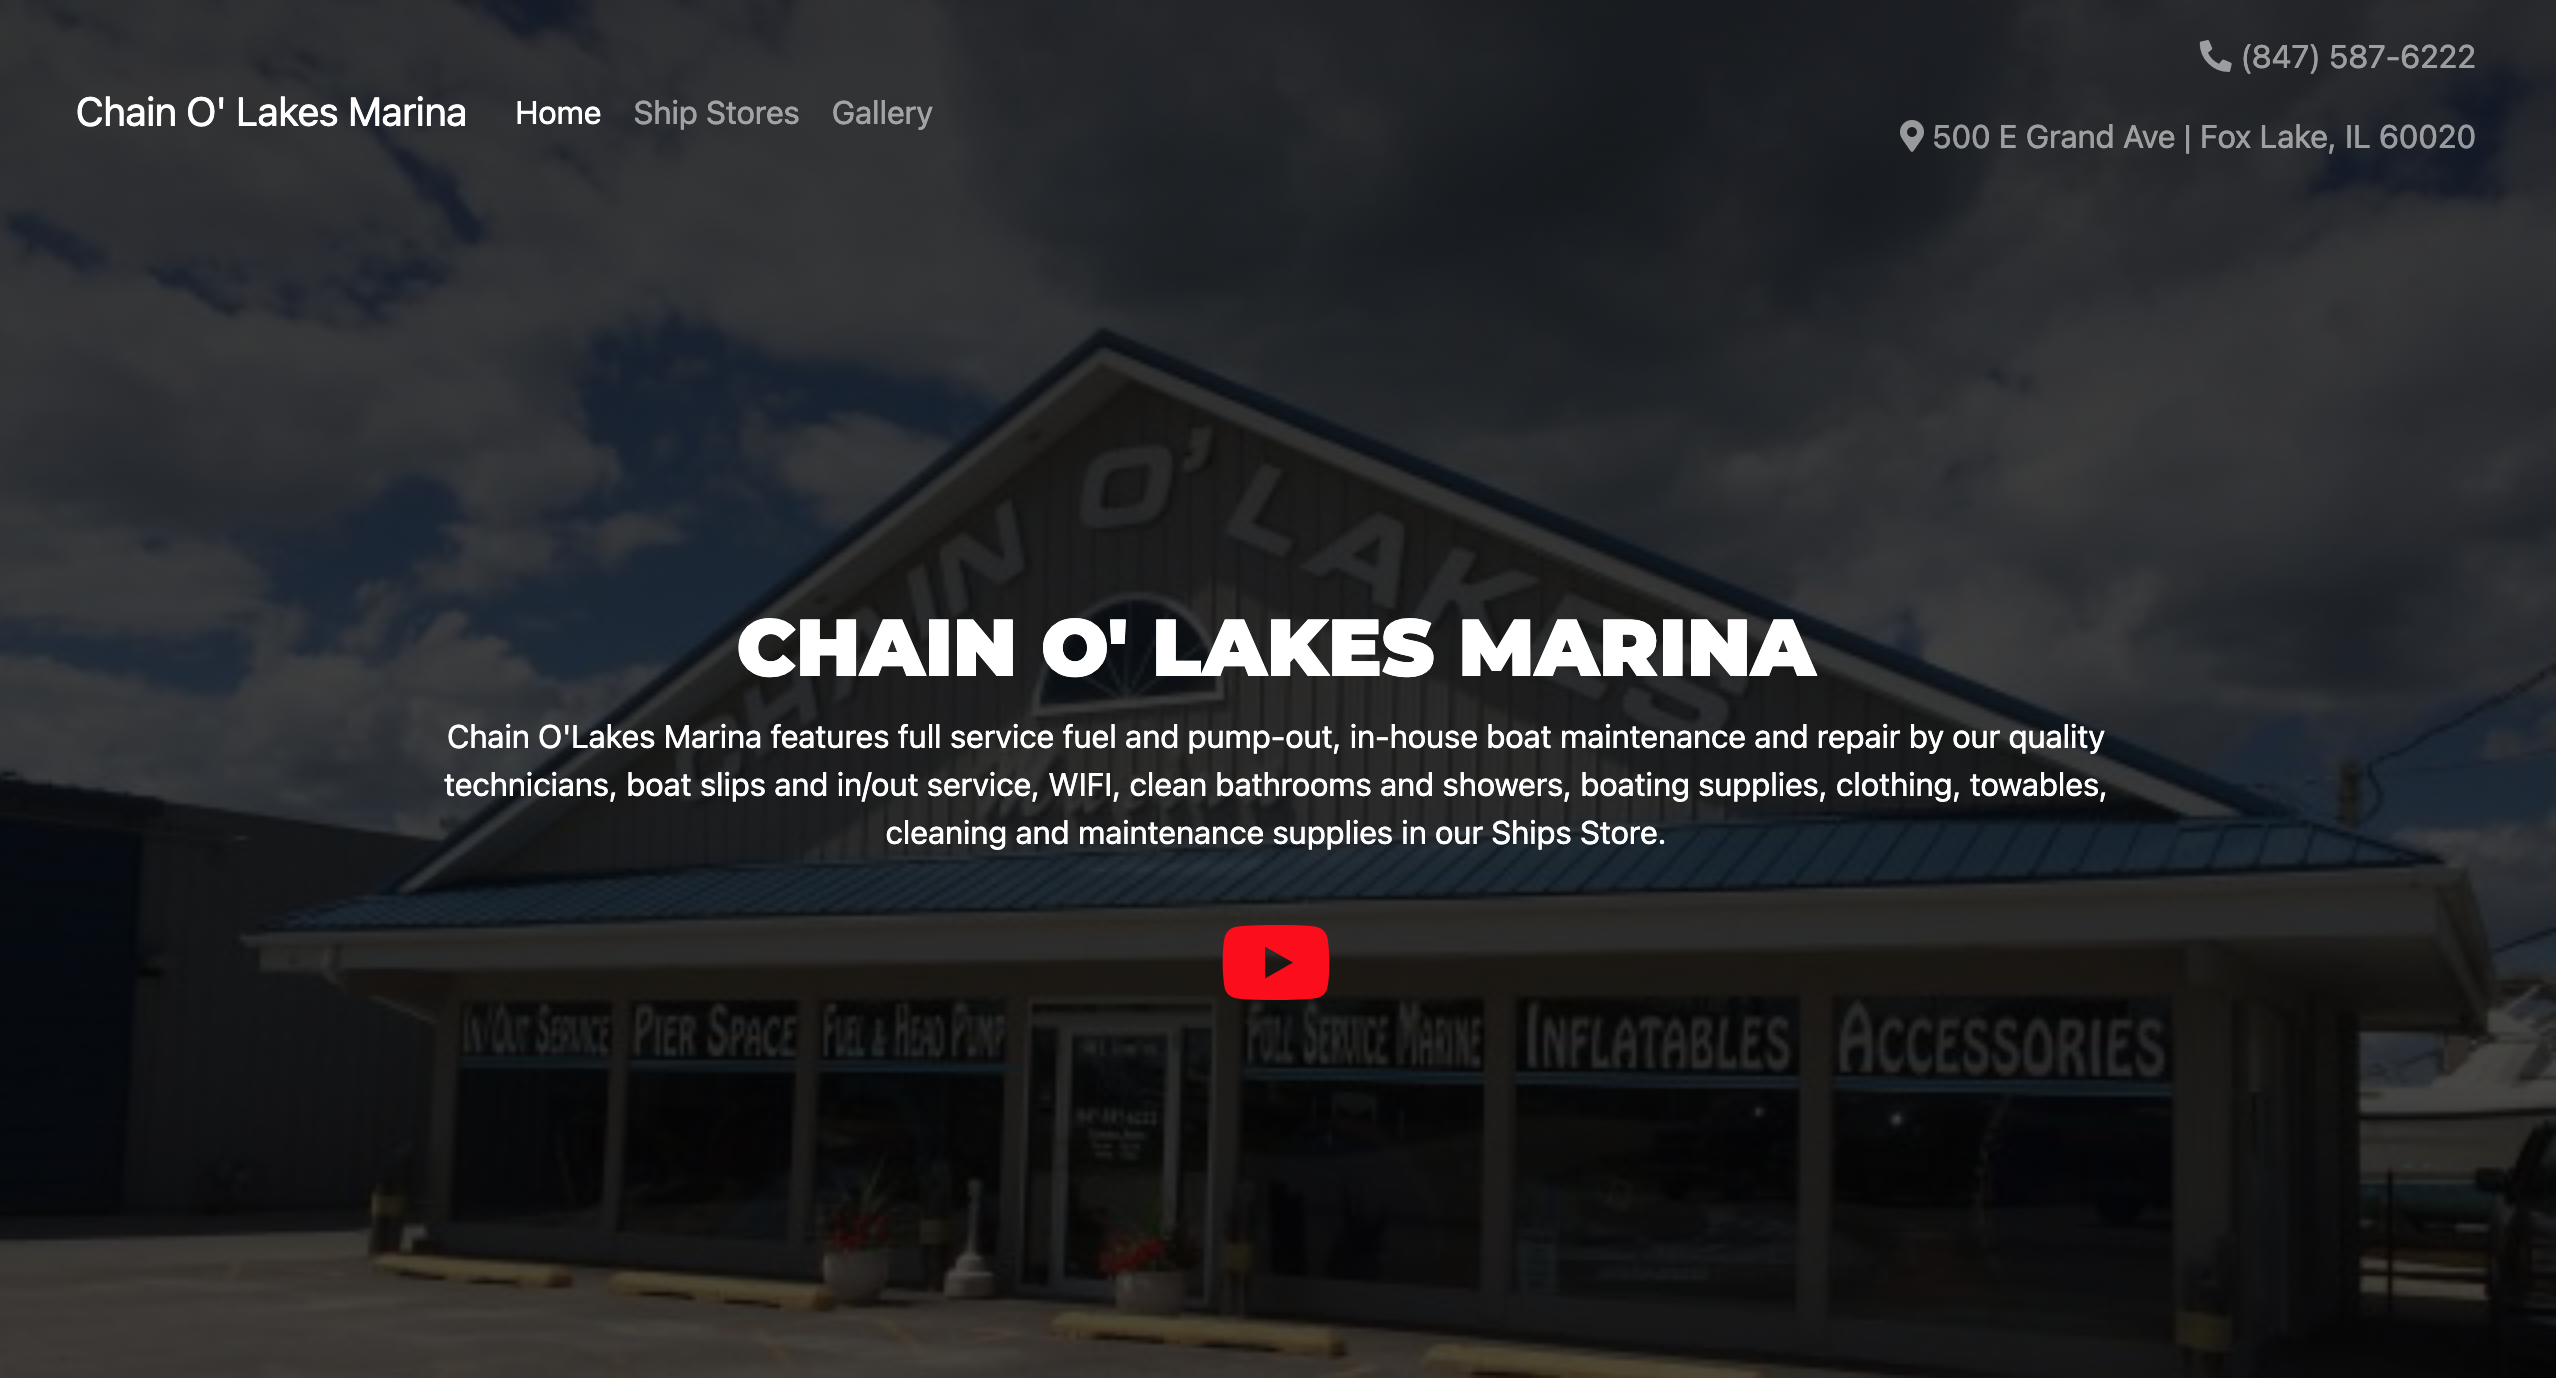 (847) 587-6222
Chain O' Lakes Marina Home Ship Stores Gallery
500 E Grand Ave | Fox Lake, IL 60020
CHAIN O' LAKES
CHAIN O' LAKES MARINA
Chain O'Lakes Marina features full service fuel and pump-out, in-house boat maintenance and repair by our quality
technicians, boat slips and in/out service, WIFI, clean bathrooms and showers, boating supplies, clothing, towables,
cleaning and maintenance supplies in our Ships Store.
IN/OUT SERVICE PIER SPACE FUEL & HEAD PUMP FULL SERVICE MARINE INFLATABLES ACCESSORIES